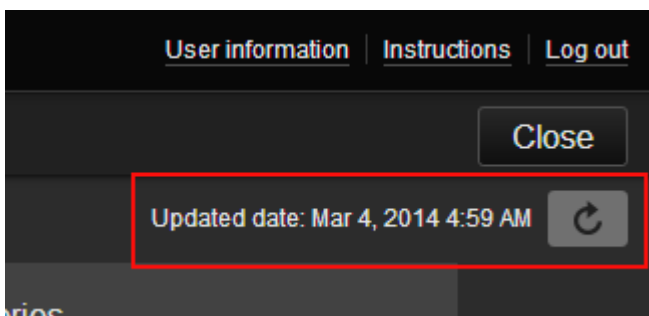 User information Instructions Log out
Close
Updated date: Mar 4, 2014 4:59 AM